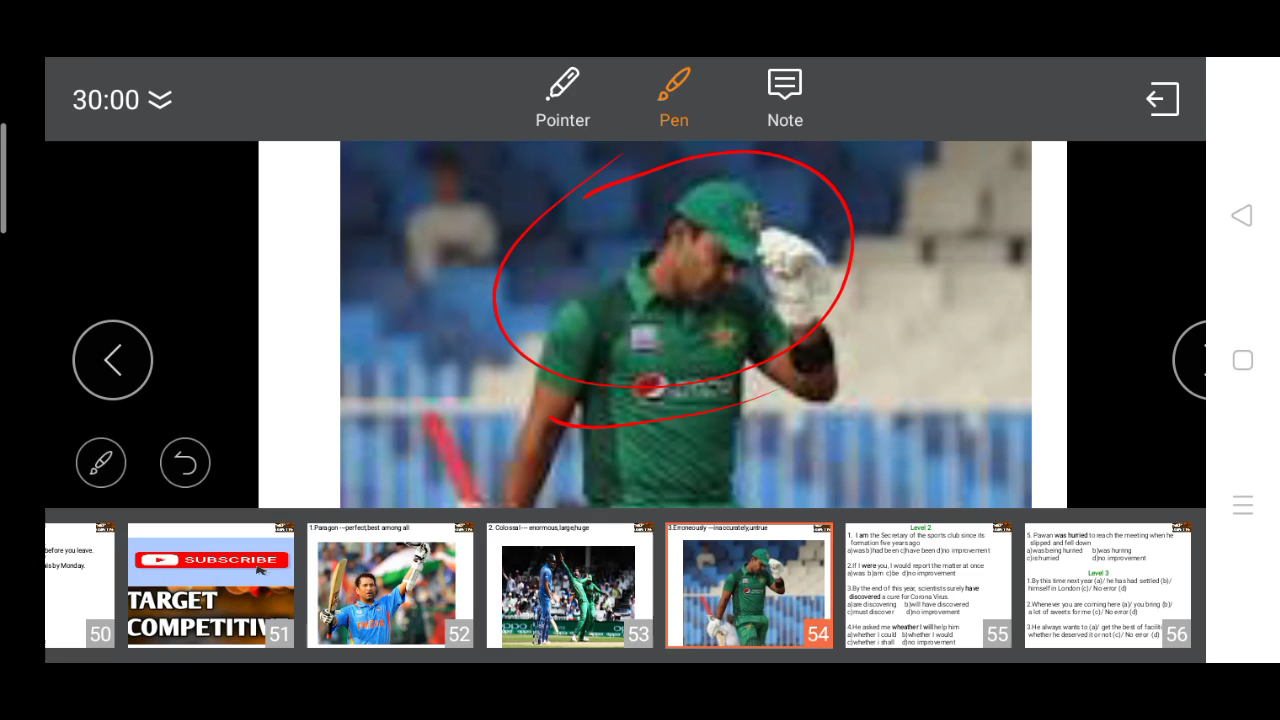 30:00
Pointer
Pen
Note
before you leave.
by Monday.
50
SUBSCRIBE
TARGET
COMPETITIV
51
1.Paragon ---perfect,best among all
INDIA
52
2. Colossal--- enormous,large,huge
oppo
53
3.Erroneously ---inaccurately,untrue
54
Level 2
1. I am the Secretary of the sports club since its
formation five years ago
a)was b)had been c)have been d)no improvement
2.If I were you, I would report the matter at once
a)was b)am c)be d)no improvement
3.By the end of this year, scientists surely have
discovered a cure for Corona Virus.
a)are discovering b)will have discovered
c)must discover d)no improvement
4.He asked me wheather I will help him
a)whether I could b)whether I would
c)whether i shall d)no improvement
55
5. Pawan was hurried to reach the meeting when he
slipped and fell down
a)was being hurried b)was hurring
c)is hurried d)no improvement
Level 3
1.By this time next year (a)/ he has had settled (b)/
himself in London (c)/ No error (d)
2.Whenever you are coming here (a)/ you bring (b)/
a lot of sweets for me (c)/ No error (d)
3.He always wants to (a)/ get the best of facili
whether he deserved it or not (c)/ No error (d)
56